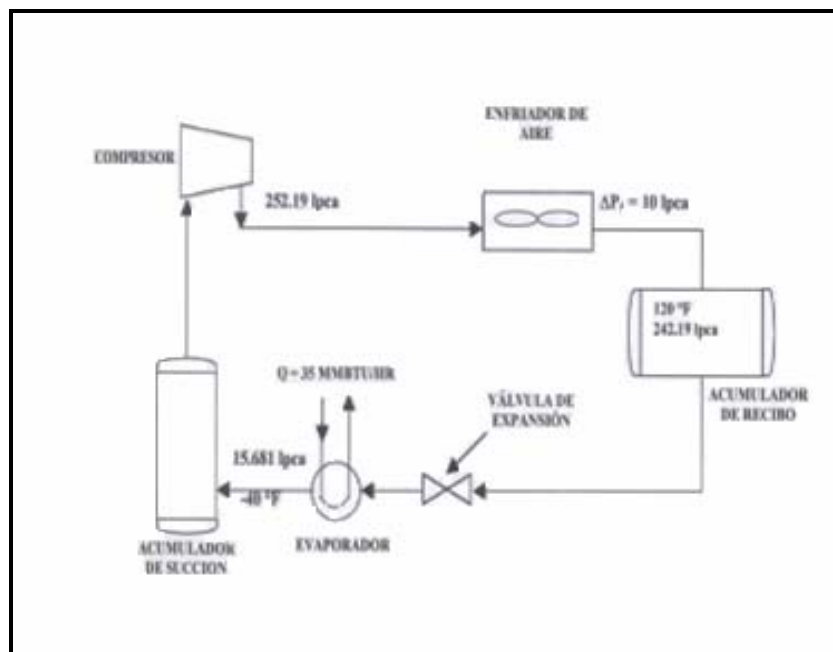 ENFRIADOR DE
AIRE
COMPRESOR
252.19 lpca
ΔPf = 10 lpca
120 °F
242.19 lpca
ACUMULADOR
DE RECIBO
Q = 35 MMBTU/HR
VÁLVULA DE
EXPANSIÓN
15.681 lpca
-40 °F
EVAPORADOR
ACUMULADOR
DE SUCCION